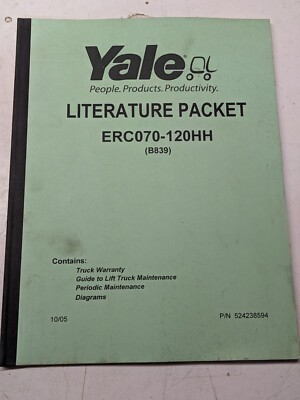 Yale
People. Products. Productivity.
LITERATURE PACKET
ERC070-120HH
(B839)
Contains:
Truck Warranty
Guide to Lift Truck Maintenance
Periodic Maintenance
Diagrams
10/05 P/N 524238594